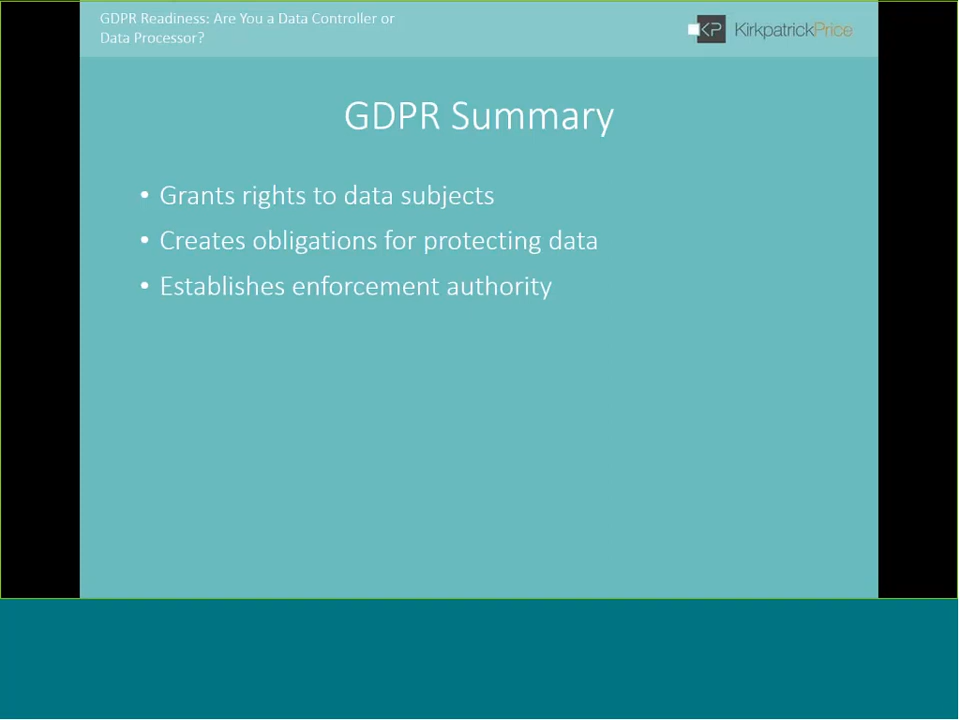 GDPR Readiness: Are You a Data Controller or
Data Processor?
KP KirkpatrickPrice
GDPR Summary
• Grants rights to data subjects
• Creates obligations for protecting data
• Establishes enforcement authority